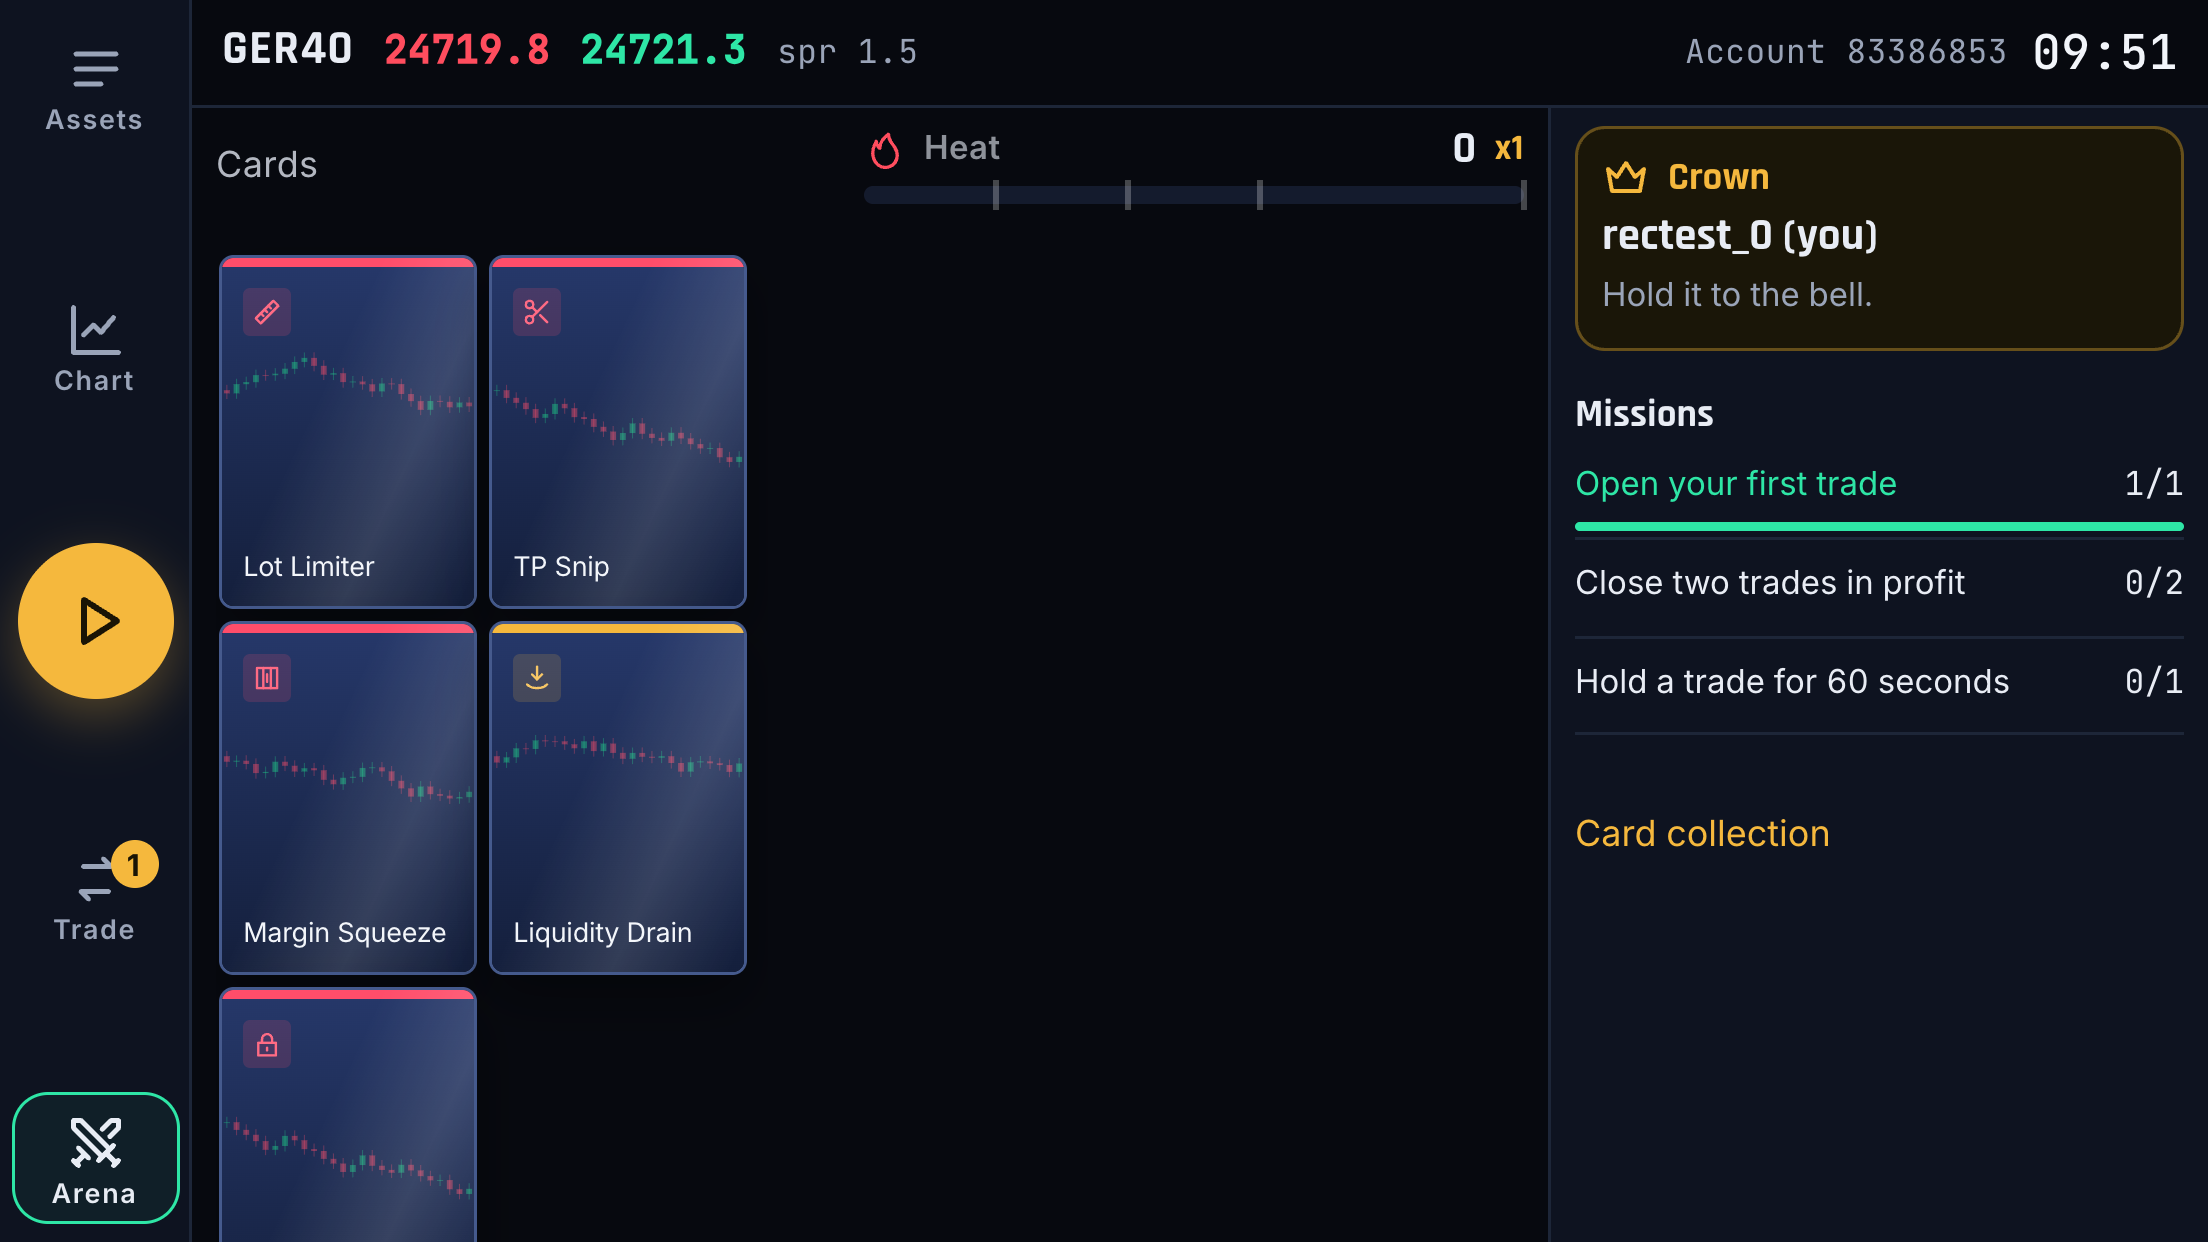 GER40 24719.8 24721.3 spr 1.5
Account 83386853 09:51
Assets
Chart
1
Trade
Arena
Cards
Heat 0 x1
Lot Limiter
TP Snip
Margin Squeeze
Liquidity Drain
Crown
rectest_0 (you)
Hold it to the bell.
Missions
Open your first trade 1/1
Close two trades in profit 0/2
Hold a trade for 60 seconds 0/1
Card collection